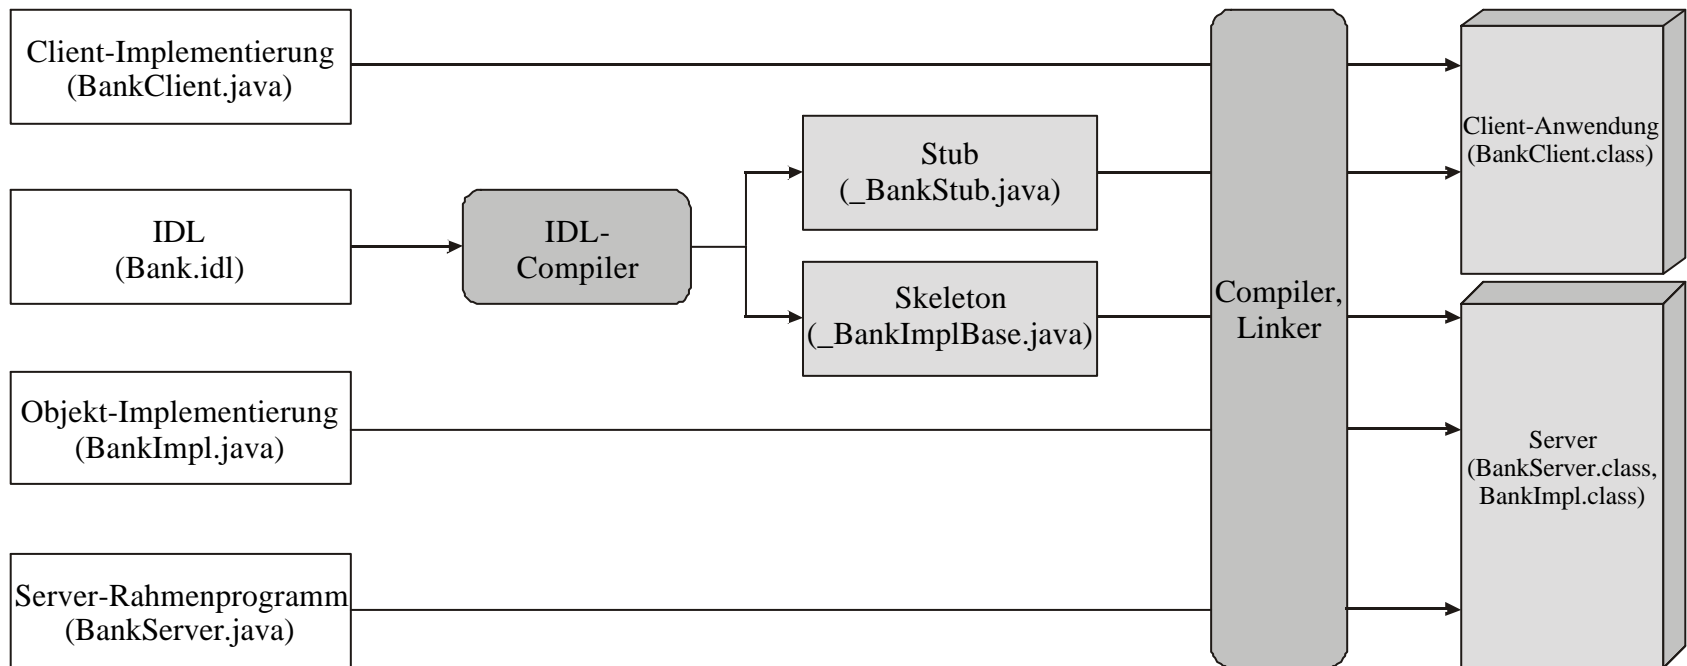 Client-Implementierung
(BankClient.java)
IDL
(Bank.idl)
Objekt-Implementierung
(BankImpl.java)
Server-Rahmenprogramm
(BankServer.java)
IDL-
Compiler
Stub
(_BankStub.java)
Skeleton
(_BankImplBase.java)
Compiler,
Linker
Client-Anwendung
(BankClient.class)
Server
(BankServer.class,
BankImpl.class)